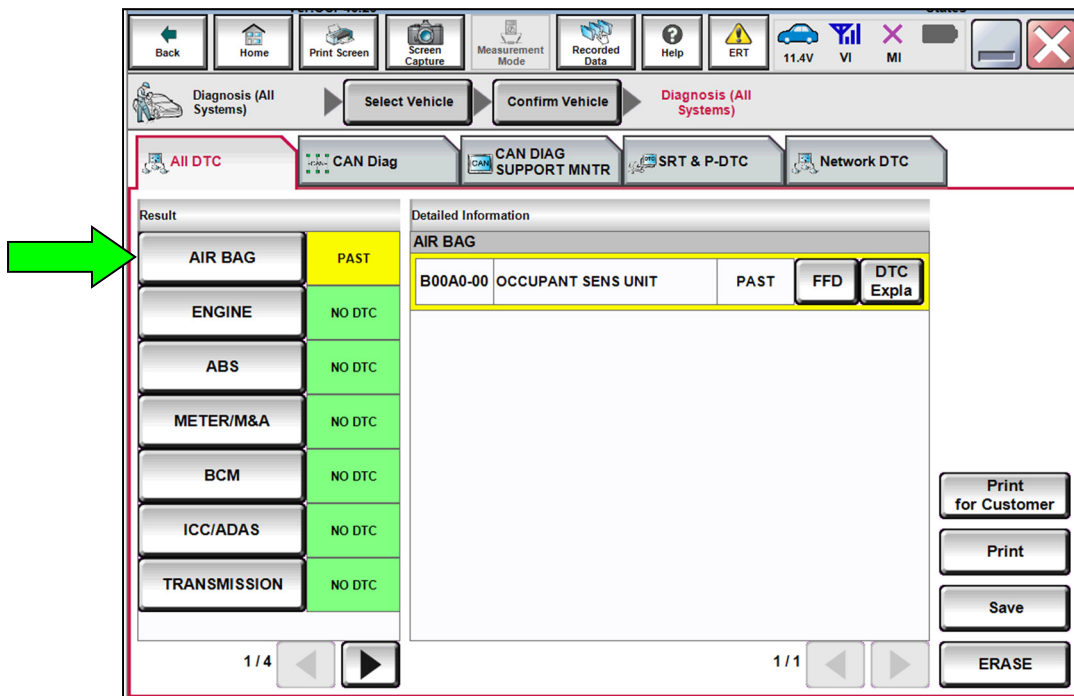 Back
Home
Print Screen
Screen
Capture
Measurement
Mode
Recorded
Data
Help
ERT
11.4V
VI
MI
Diagnosis (All
Systems)
Select Vehicle
Confirm Vehicle
Diagnosis (All
Systems)
All DTC
CAN Diag
CAN
CAN DIAG
SUPPORT MNTR
SRT & P-DTC
Network DTC
Result
Detailed Information
AIR BAG
PAST
AIR BAG
B00A0-00 OCCUPANT SENS UNIT PAST FFD DTC
Expla
ENGINE NO DTC
ABS NO DTC
METER/M&A NO DTC
BCM NO DTC
ICC/ADAS NO DTC
TRANSMISSION NO DTC
Print
for Customer
Print
Save
ERASE
1/4
1/1